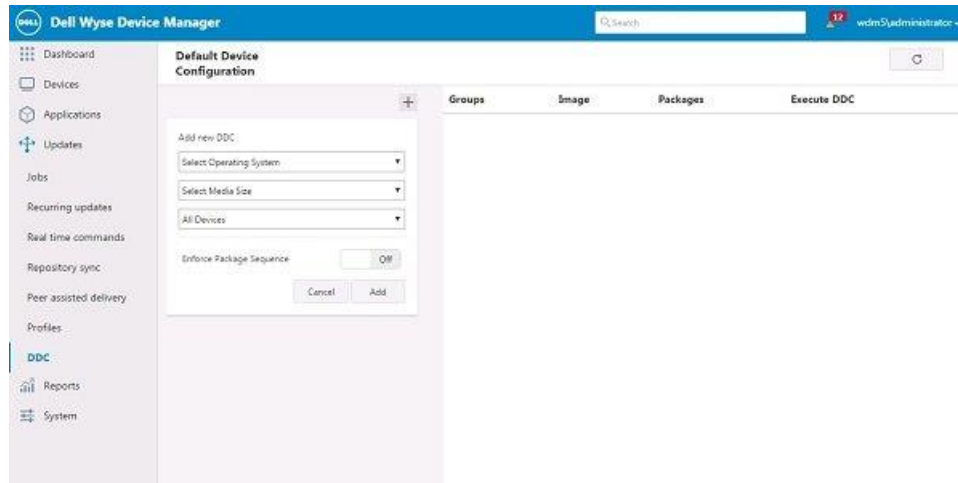 DELL Dell Wyse Device Manager Search 12 wdm5\administrator
Dashboard
Devices
Applications
Updates
Jobs
Recurring updates
Real time commands
Repository sync
Peer assisted delivery
Profiles
DDC
Reports
System
Default Device
Configuration
+
Add new DDC
Select Operating System
Select Media Size
All Devices
Enforce Package Sequence Off
Cancel Add
Groups Image Packages Execute DDC